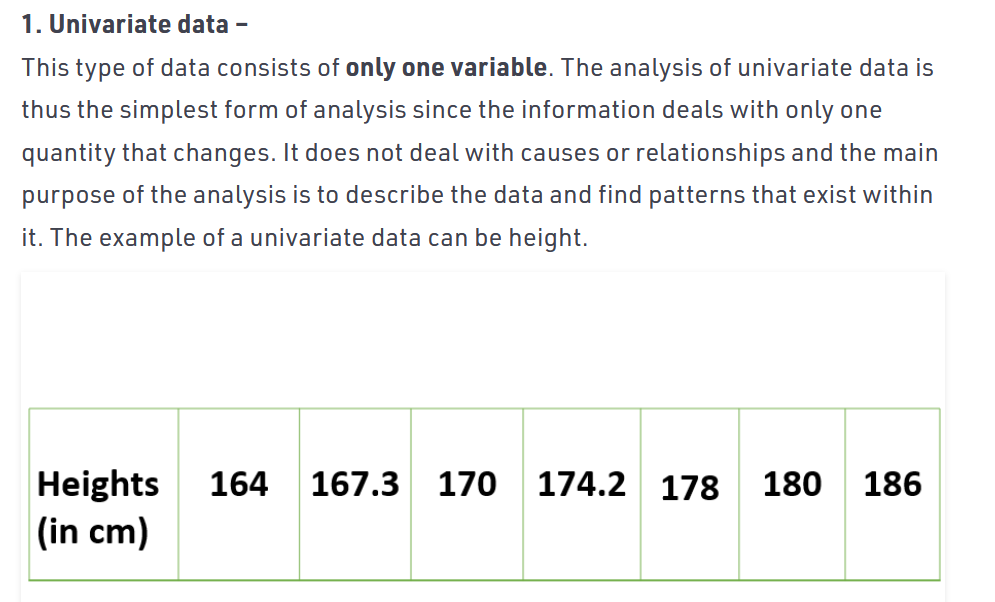 1. Univariate data –
This type of data consists of only one variable. The analysis of univariate data is
thus the simplest form of analysis since the information deals with only one
quantity that changes. It does not deal with causes or relationships and the main
purpose of the analysis is to describe the data and find patterns that exist within
it. The example of a univariate data can be height.
Heights 164 167.3 170 174.2 178 180 186
(in cm)